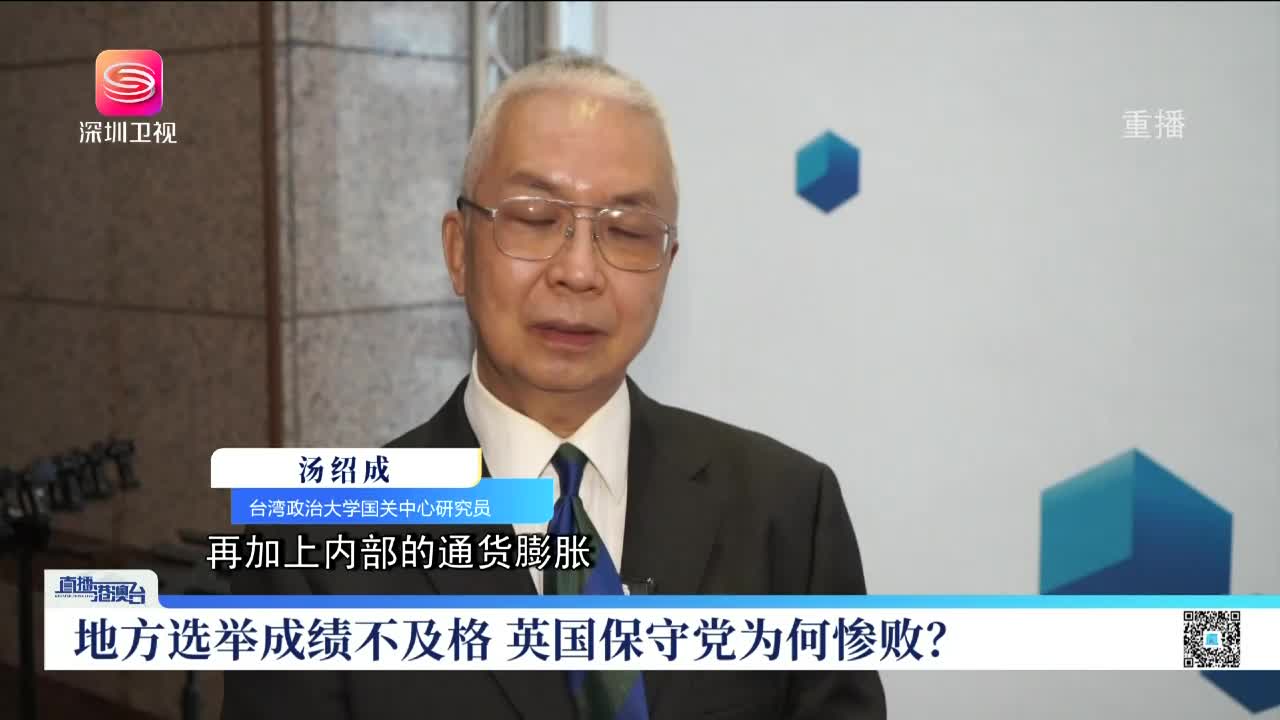 深圳卫视
重播
汤绍成
台湾政治大学国关中心研究员
再加上内部的通货膨胀
直播
港澳台
地方选举成绩不及格 英国保守党为何惨败？